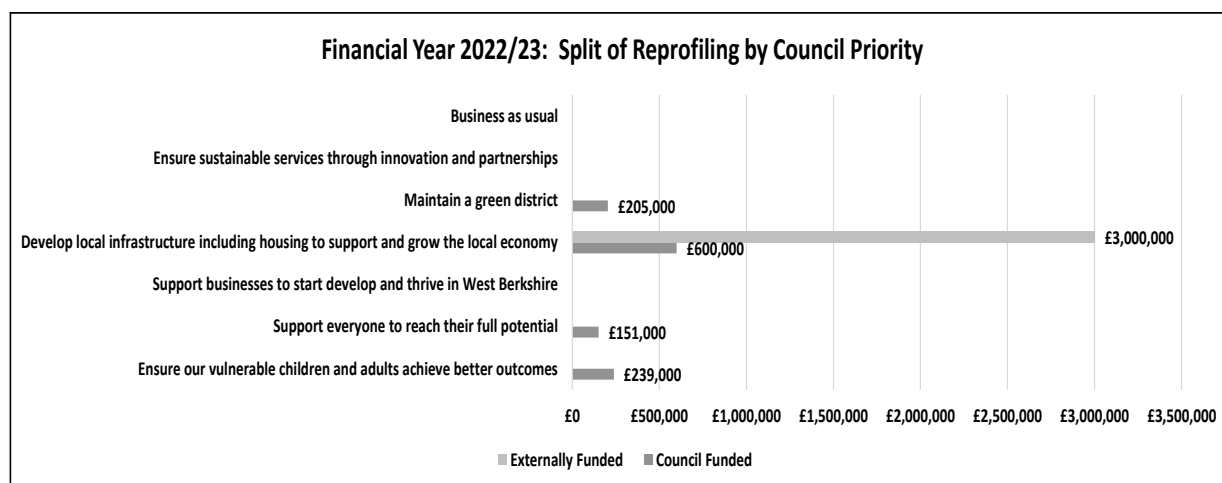 Financial Year 2022/23: Split of Reprofiling by Council Priority
Business as usual
Ensure sustainable services through innovation and partnerships
Maintain a green district
£205,000
Develop local infrastructure including housing to support and grow the local economy
£3,000,000
£600,000
Support businesses to start develop and thrive in West Berkshire
Support everyone to reach their full potential
£151,000
Ensure our vulnerable children and adults achieve better outcomes
£239,000
£0 £500,000 £1,000,000 £1,500,000 £2,000,000 £2,500,000 £3,000,000 £3,500,000
Externally Funded Council Funded